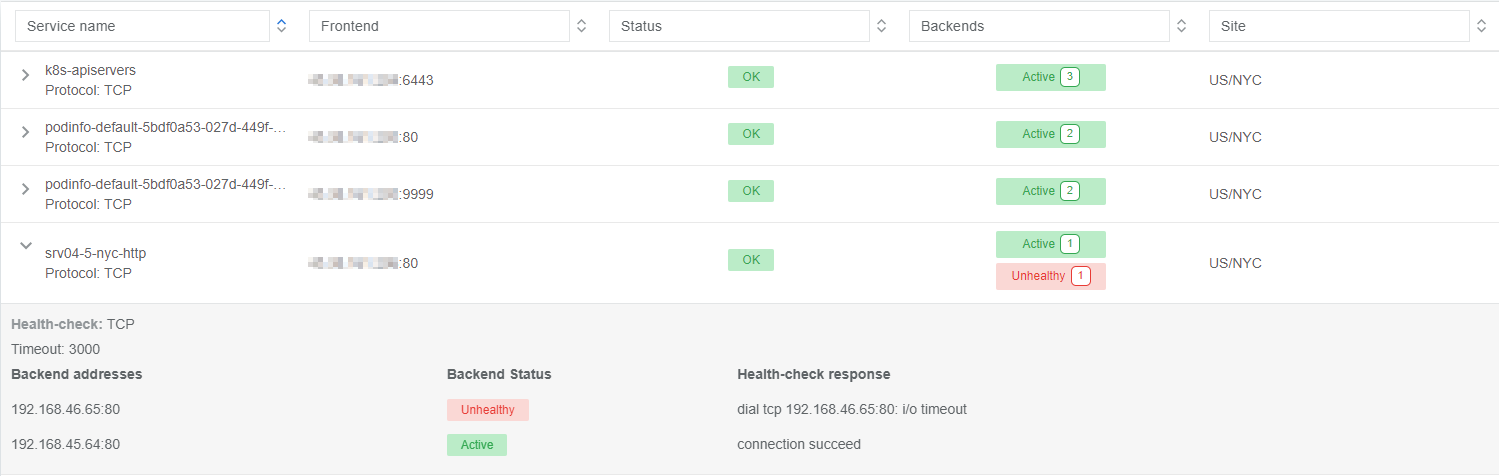 Service name Frontend Status Backends Site
k8s-apiservers
Protocol: TCP
:6443 OK Active 3 US/NYC
podinfo-default-5bdf0a53-027d-449f-...
Protocol: TCP
:80 OK Active 2 US/NYC
podinfo-default-5bdf0a53-027d-449f-...
Protocol: TCP
:9999 OK Active 2 US/NYC
srv04-5-nyc-http
Protocol: TCP
:80 OK Active 1 US/NYC
Unhealthy 1
Health-check: TCP
Timeout: 3000
Backend addresses Backend Status Health-check response
192.168.46.65:80 Unhealthy dial tcp 192.168.46.65:80: i/o timeout
192.168.45.64:80 Active connection succeed